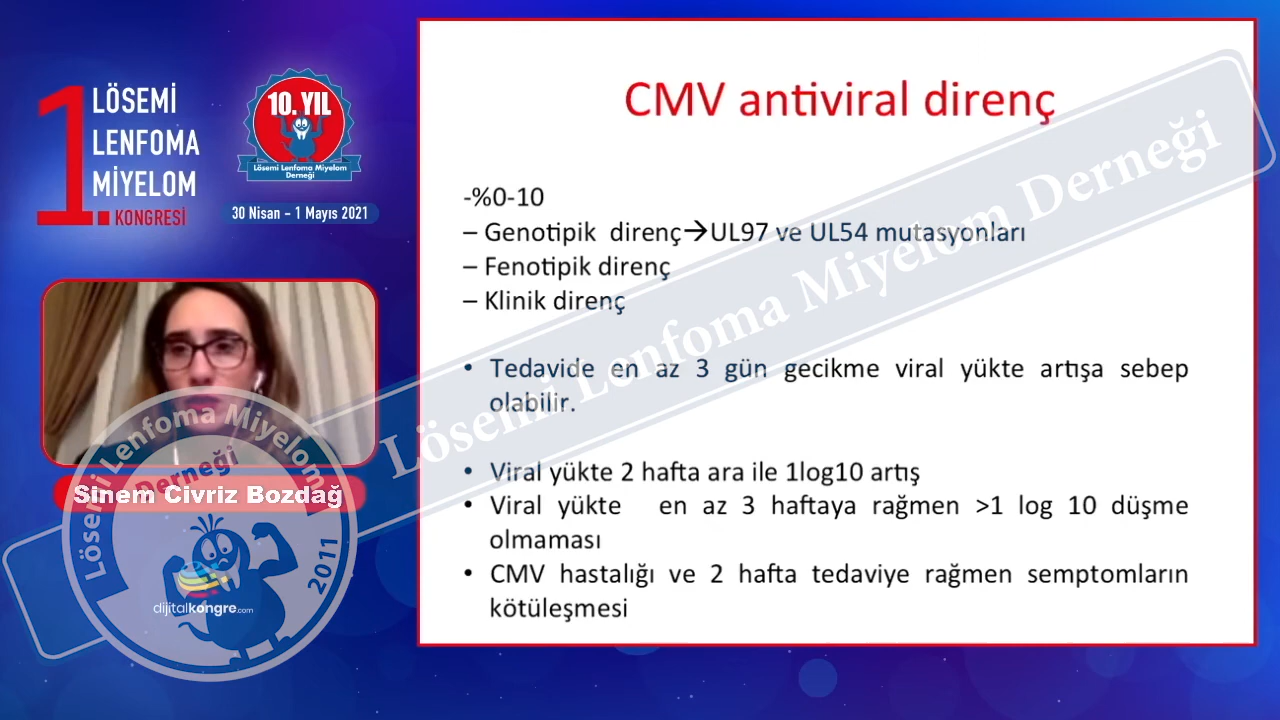 1.
LÖSEMİ
LENFOMA
MİYELOM
KONGRESİ
10. YIL
Lösemi Lenfoma Miyelom
Derneği
30 Nisan - 1 Mayıs 2021
CMV antiviral direnç
-%0-10
– Genotipik direnç→UL97 ve UL54 mutasyonları
– Fenotipik direnç
– Klinik direnç
• Tedavide en az 3 gün gecikme viral yükte artışa sebep
olabilir.
• Viral yükte 2 hafta ara ile 1log10 artış
• Viral yükte en az 3 haftaya rağmen >1 log 10 düşme
olmaması
• CMV hastalığı ve 2 hafta tedaviye rağmen semptomların
kötüleşmesi
Sinem Civriz Bozdağ
Lösemi Lenfoma Miyelom
Derneği
2011
dijitalkongre.com
Lösemi Lenfoma Miyelom Derneği